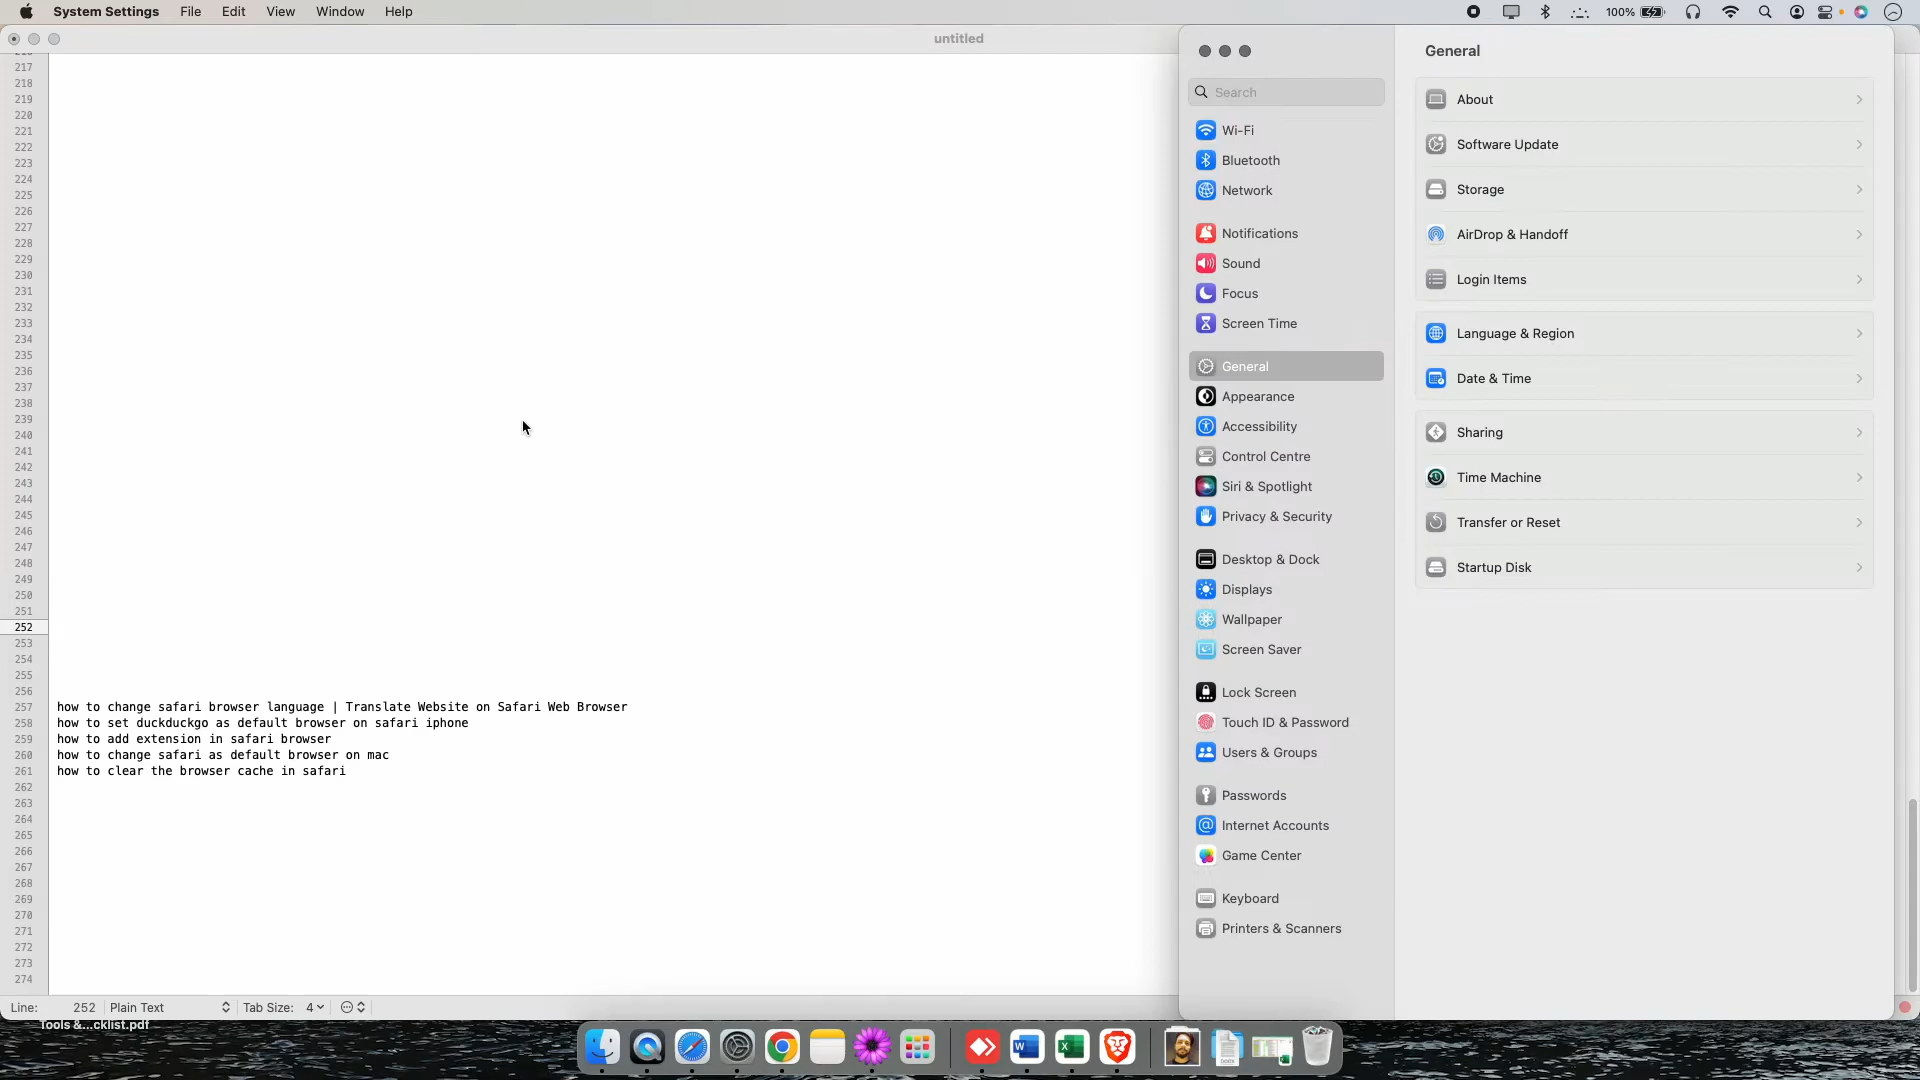 System Settings File Edit View Window Help
100%
untitled
217
218
219
220
221
222
223
224
225
226
227
228
229
230
231
232
233
234
235
236
237
238
239
240
241
242
243
244
245
246
247
248
249
250
251
252
253
254
255
256
257 how to change safari browser language | Translate Website on Safari Web Browser
258 how to set duckduckgo as default browser on safari iphone
259 how to add extension in safari browser
260 how to change safari as default browser on mac
261 how to clear the browser cache in safari
262
263
264
265
266
267
268
269
270
271
272
273
274
Line: 252 Plain Text Tab Size: 4
Tools &...cklist.pdf
Search
Wi-Fi
Bluetooth
Network
Notifications
Sound
Focus
Screen Time
General
Appearance
Accessibility
Control Centre
Siri & Spotlight
Privacy & Security
Desktop & Dock
Displays
Wallpaper
Screen Saver
Lock Screen
Touch ID & Password
Users & Groups
Passwords
Internet Accounts
Game Center
Keyboard
Printers & Scanners
General
About
Software Update
Storage
AirDrop & Handoff
Login Items
Language & Region
Date & Time
Sharing
Time Machine
Transfer or Reset
Startup Disk